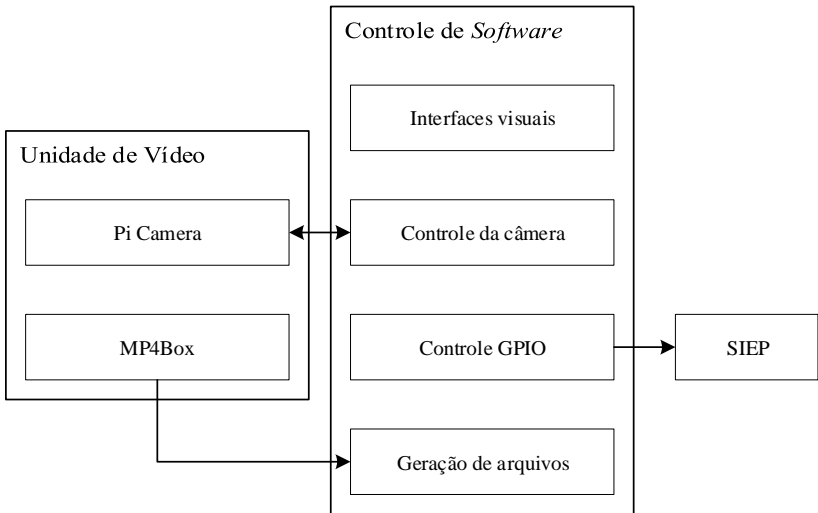 Controle de Software
Interfaces visuais
Unidade de Vídeo
Pi Camera
Controle da câmera
MP4Box
Controle GPIO
SIEP
Geração de arquivos